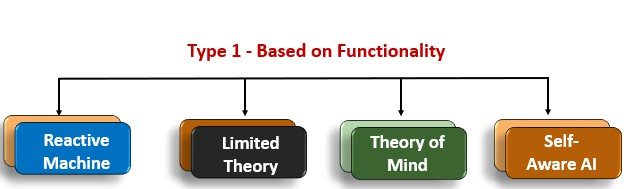 Type 1 - Based on Functionality
Reactive
Machine
Limited
Theory
Theory of
Mind
Self-
Aware AI